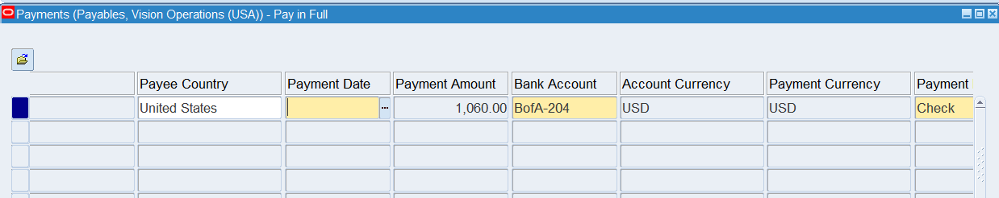 Payments (Payables, Vision Operations (USA)) - Pay in Full
Payee Country Payment Date Payment Amount Bank Account Account Currency Payment Currency Payment
United States ... 1,060.00 BofA-204 USD USD Check